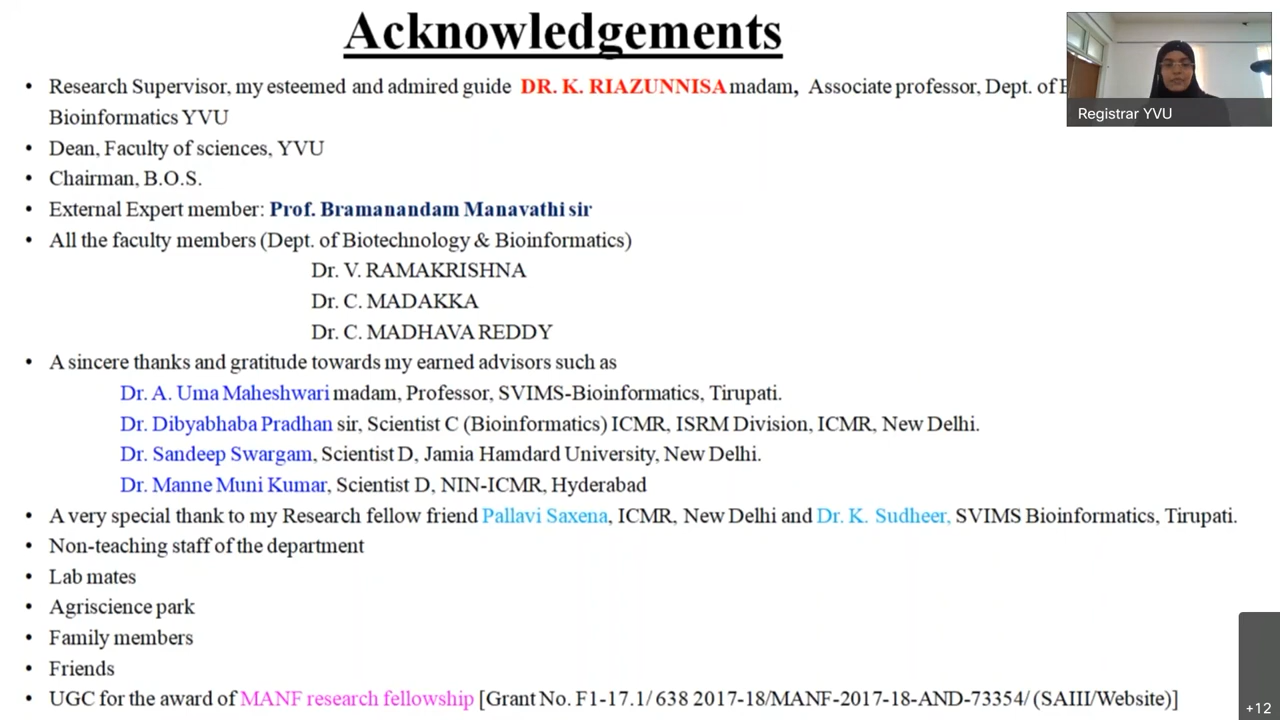 Acknowledgements
• Research Supervisor, my esteemed and admired guide DR. K. RIAZUNNISA madam, Associate professor, Dept. of
Bioinformatics YVU
Registrar YVU
• Dean, Faculty of sciences, YVU
• Chairman, B.O.S.
• External Expert member: Prof. Bramanandam Manavathi sir
• All the faculty members (Dept. of Biotechnology & Bioinformatics)
Dr. V. RAMAKRISHNA
Dr. C. MADAKKA
Dr. C. MADHAVA REDDY
• A sincere thanks and gratitude towards my earned advisors such as
Dr. A. Uma Maheshwari madam, Professor, SVIMS-Bioinformatics, Tirupati.
Dr. Dibyabhaba Pradhan sir, Scientist C (Bioinformatics) ICMR, ISRM Division, ICMR, New Delhi.
Dr. Sandeep Swargam, Scientist D, Jamia Hamdard University, New Delhi.
Dr. Manne Muni Kumar, Scientist D, NIN-ICMR, Hyderabad
• A very special thank to my Research fellow friend Pallavi Saxena, ICMR, New Delhi and Dr. K. Sudheer, SVIMS Bioinformatics, Tirupati.
• Non-teaching staff of the department
• Lab mates
• Agriscience park
• Family members
• Friends
• UGC for the award of MANF research fellowship [Grant No. F1-17.1/ 638 2017-18/MANF-2017-18-AND-73354/ (SAIII/Website)]
+12